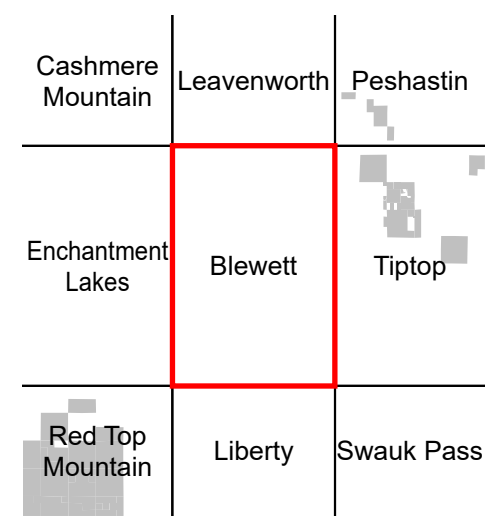 Cashmere
Mountain
Leavenworth
Peshastin
Enchantment
Lakes
Blewett
Tiptop
Red Top
Mountain
Liberty
Swauk Pass